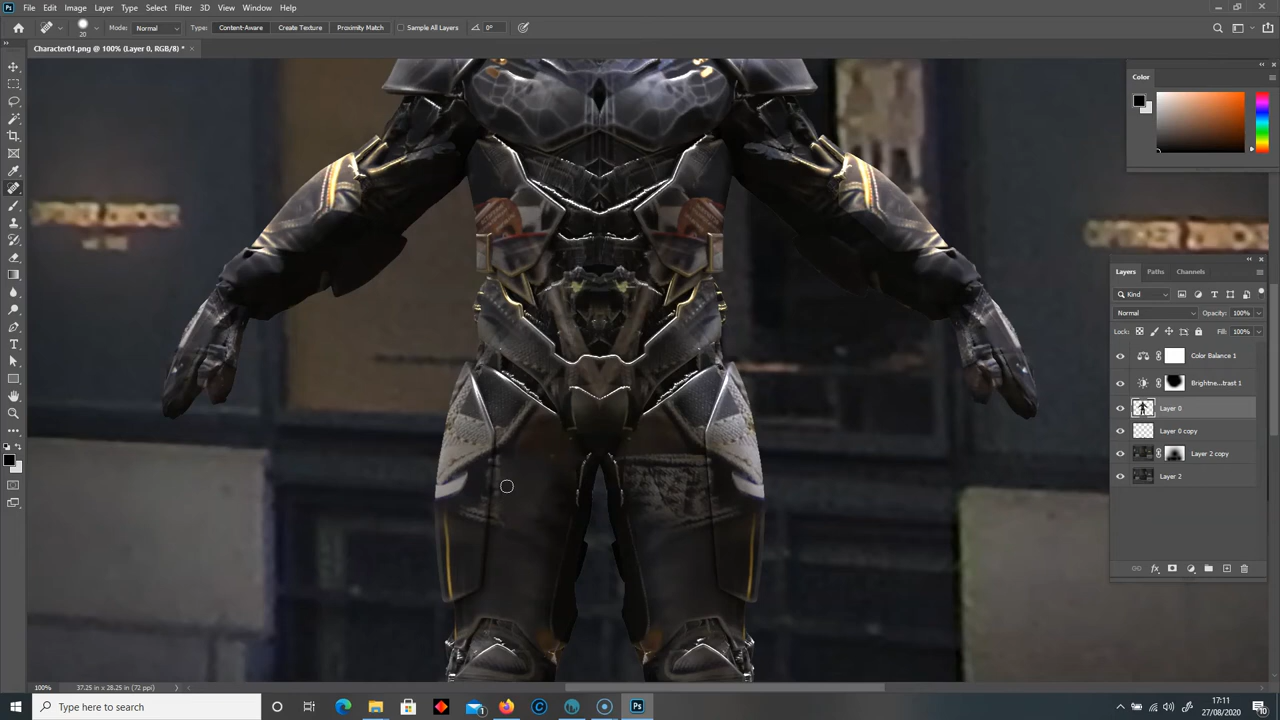 File Edit Image Layer Type Select Filter 3D View Window Help
20 Mode: Normal Type: Content-Aware Create Texture Proximity Match Sample All Layers 0°
Character01.png @ 100% (Layer 0, RGB/8) *
Color
Layers Paths Channels
Kind
Normal Opacity: 100%
Lock: Fill: 100%
Color Balance 1
Brightne...trast 1
Layer 0
Layer 0 copy
Layer 2 copy
Layer 2
100% 37.25 in x 28.25 in (72 ppi)
Type here to search
1
17:11
27/08/2020
10